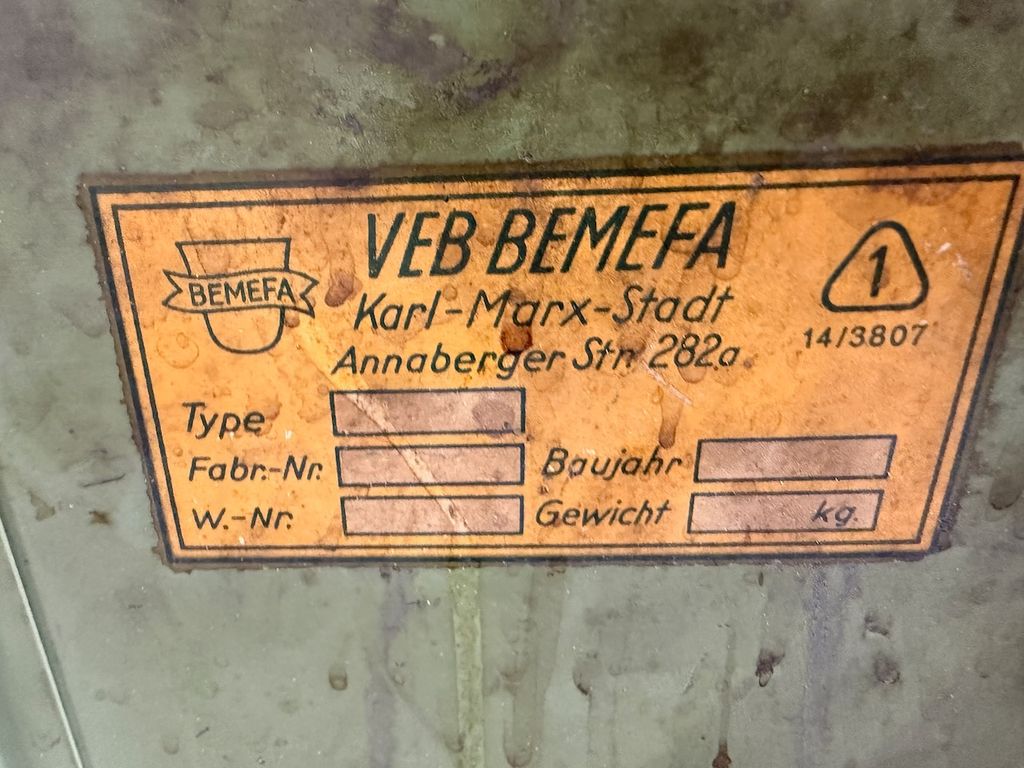 BEMEFA
VEB BEMEFA
Karl-Marx-Stadt
Annaberger Str. 282a
1
14/3807
Type
Fabr.-Nr.
Baujahr
W.-Nr.
Gewicht kg.